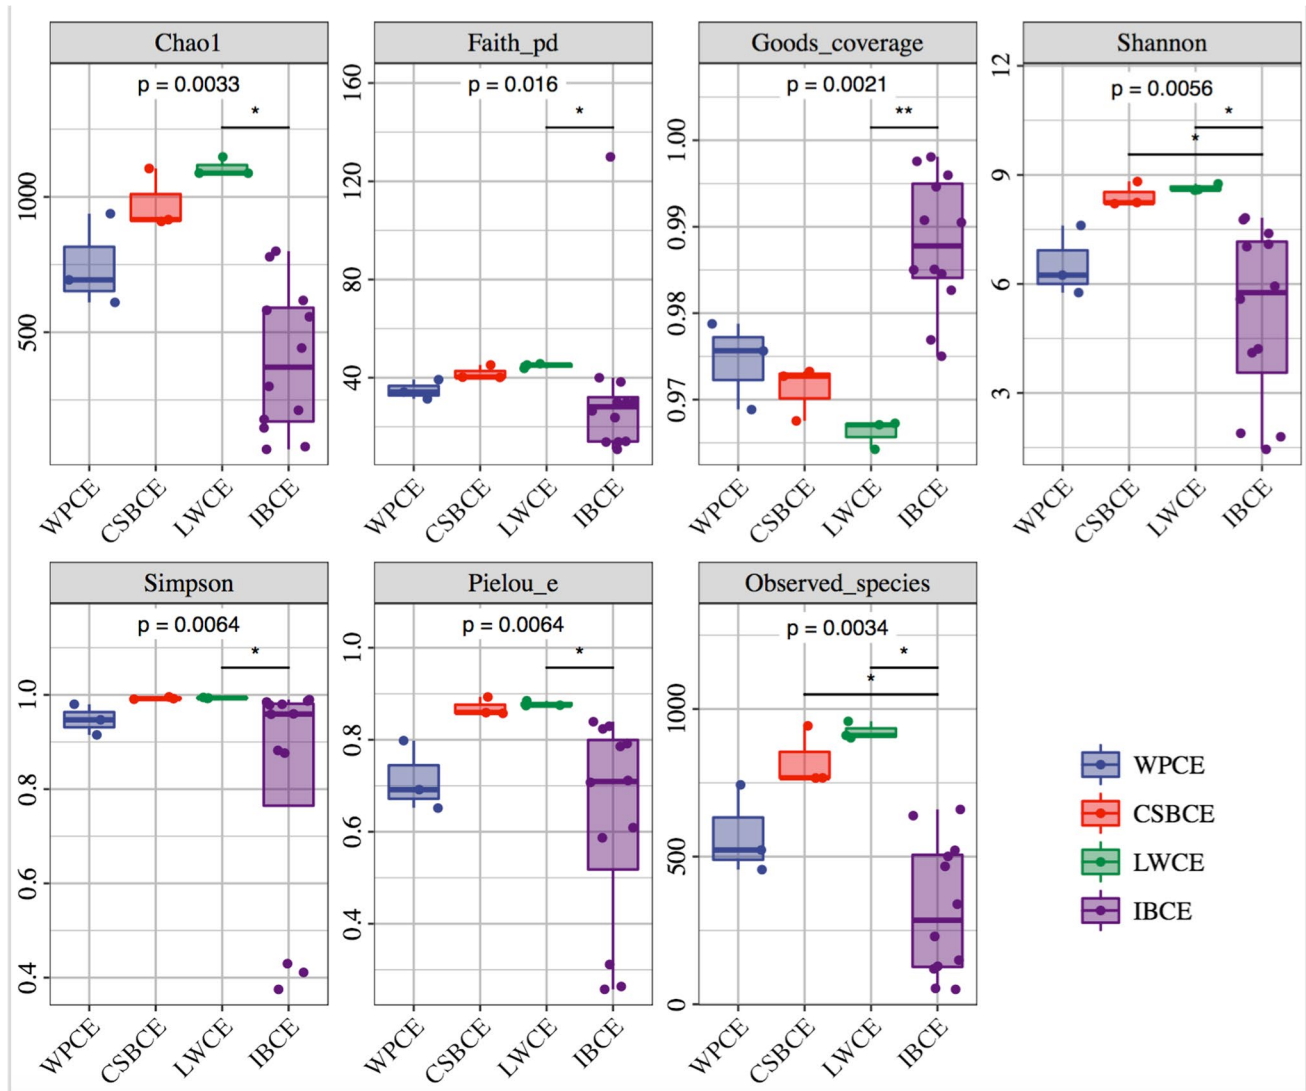 Chao1
p = 0.0033
*
1000
500
WPCE
CSBCE
LWCE
IBCE
Faith_pd
p = 0.016
*
160
120
80
40
WPCE
CSBCE
LWCE
IBCE
Goods_coverage
p = 0.0021
**
1.00
0.99
0.98
0.97
WPCE
CSBCE
LWCE
IBCE
Shannon
p = 0.0056
*
*
12
9
6
3
WPCE
CSBCE
LWCE
IBCE
Simpson
p = 0.0064
*
1.0
0.8
0.6
0.4
WPCE
CSBCE
LWCE
IBCE
Pielou_e
p = 0.0064
*
1.0
0.8
0.6
0.4
WPCE
CSBCE
LWCE
IBCE
Observed_species
p = 0.0034
*
*
1000
500
0
WPCE
CSBCE
LWCE
IBCE
WPCE
CSBCE
LWCE
IBCE